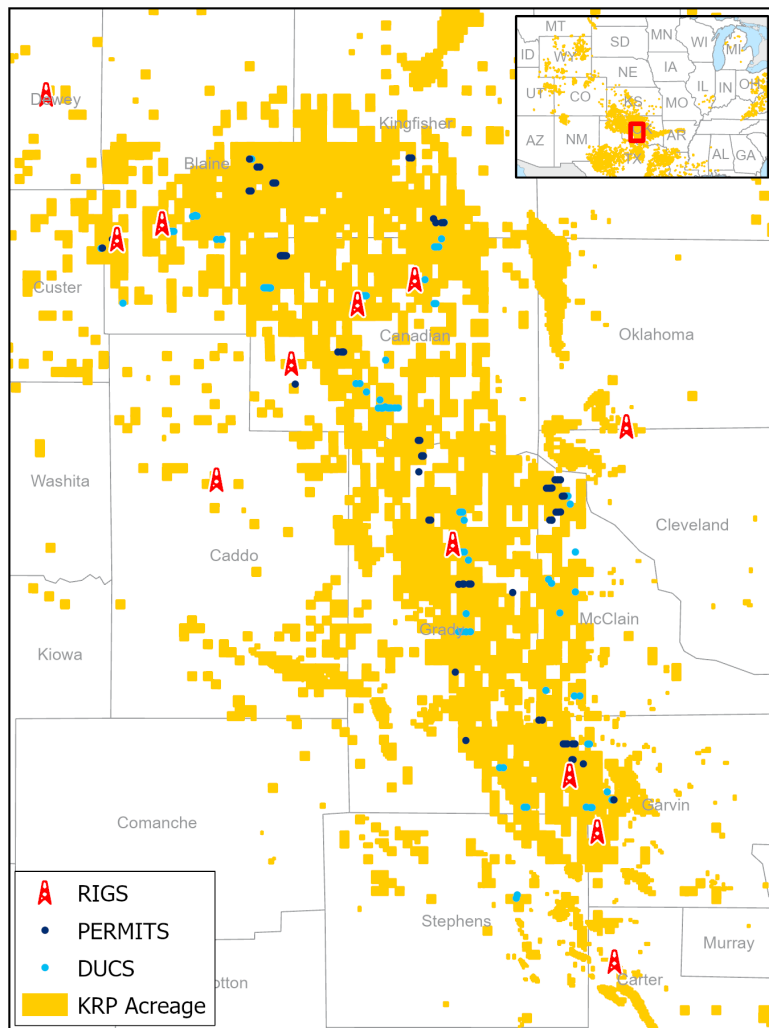 MT
ND
MN
WI
SD
ID
WY
MI
NE
IA
IL
IN
OH
UT
CO
KS
MO
AZ
NM
AR
TX
AL
GA
Dewey
Kingfisher
Blaine
Custer
Canadian
Oklahoma
Washita
Caddo
Cleveland
McClain
Grady
Kiowa
Comanche
Garvin
Stephens
Murray
Carter
otton
RIGS
PERMITS
DUCS
KRP Acreage